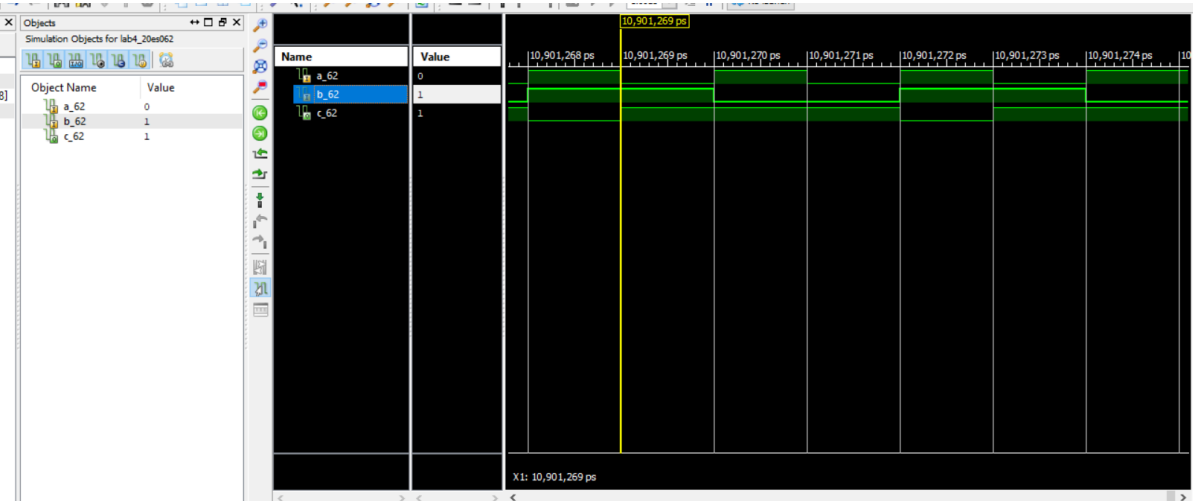 Objects
Simulation Objects for lab4_20es062
Object Name Value
a_62 0
b_62 1
c_62 1
8]
Name Value
a_62 0
b_62 1
c_62 1
10,901,269 ps
10,901,268 ps 10,901,269 ps 10,901,270 ps 10,901,271 ps 10,901,272 ps 10,901,273 ps 10,901,274 ps 10
X1: 10,901,269 ps